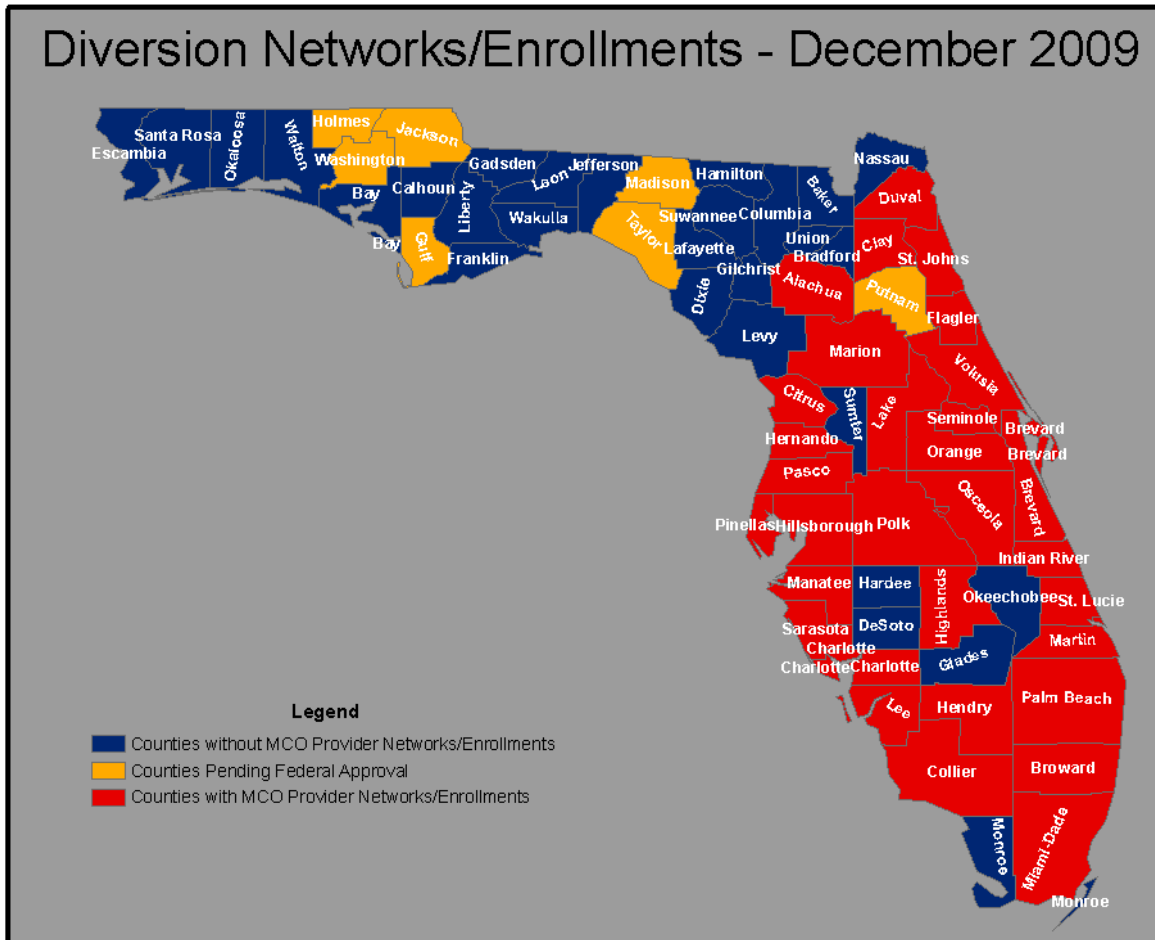 Diversion Networks/Enrollments - December 2009
Holmes
Jackson
Santa Rosa
Okaloosa
Walton
Escambia
Washington
Gadsden
Leon
Jefferson
Madison
Hamilton
Baker
Nassau
Duval
Bay
Calhoun
Liberty
Wakulla
Taylor
Suwannee
Columbia
Union
Clay
Bay
Gulf
Franklin
Lafayette
Bradford
St. Johns
Gilchrist
Dixie
Alachua
Putnam
Flagler
Levy
Marion
Volusia
Citrus
Sumter
Lake
Seminole
Brevard
Hernando
Orange
Brevard
Pasco
Osceola
Brevard
Pinellas
Hillsborough
Polk
Indian River
Manatee
Hardee
Highlands
Okeechobee
St. Lucie
Sarasota
DeSoto
Martin
Charlotte
Charlotte
Charlotte
Glades
Lee
Hendry
Palm Beach
Collier
Broward
Monroe
Miami-Dade
Monroe
Legend
Counties without MCO Provider Networks/Enrollments
Counties Pending Federal Approval
Counties with MCO Provider Networks/Enrollments